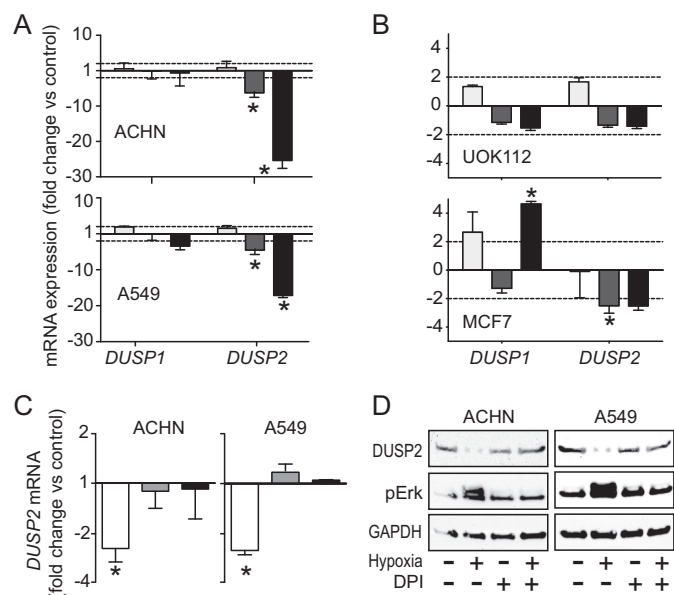 A
mRNA expression (fold change vs control)
10
1
-10
-20
-30
ACHN
*
*
10
1
-10
-20
-30
A549
*
*
DUSP1 DUSP2
B
4
2
0
-2
-4
UOK112
4
2
0
-2
-4
MCF7
*
*
DUSP1 DUSP2
C
DUSP2 mRNA
(fold change vs control)
2
1
-2
-4
ACHN A549
*
*
D
ACHN A549
DUSP2
pErk
GAPDH
Hypoxia - + - + - + - +
DPI - - + + - - + +